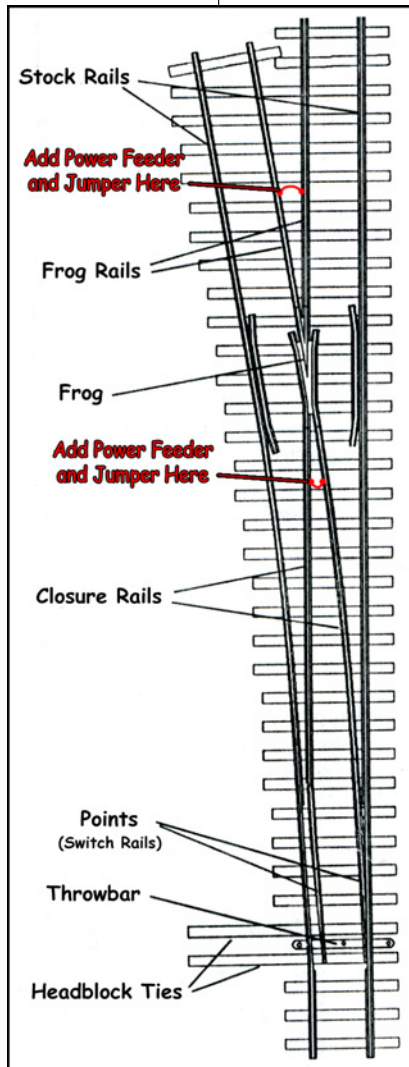 Stock Rails
Add Power Feeder
and Jumper Here
Frog Rails
Frog
Add Power Feeder
and Jumper Here
Closure Rails
Points
(Switch Rails)
Throwbar
Headblock Ties